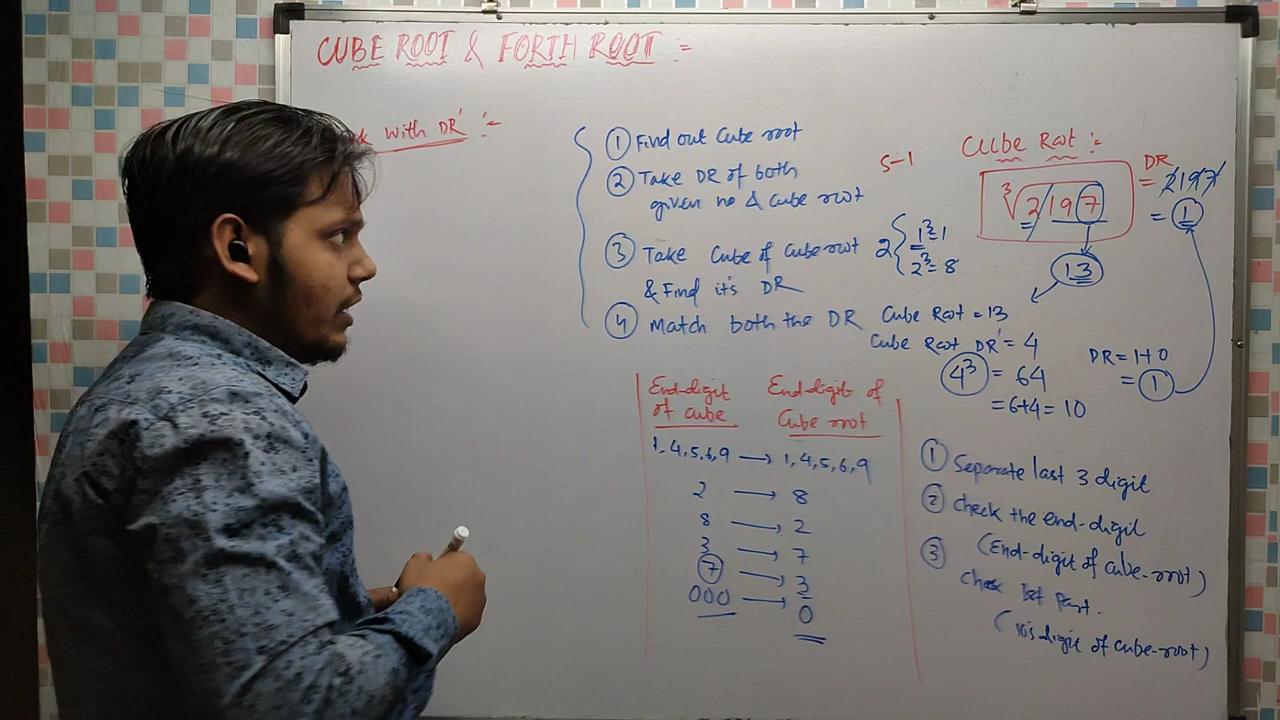 CUBE ROOT & FORTH ROOT =
with DR' :-
① Find out Cube root
② Take DR of both
given no & cube root
③ Take Cube of Cube root
& Find it's DR
④ Match both the DR
S-1
2 { 1³=1
2³=8
Cube Root :-
∛2/197
13
DR
= 2197
= 1
Cube Root = 13
Cube Root DR' = 4
4³ = 64
= 6+4 = 10
DR = 1+0
= 1
End-digit of cube
End-digit of Cube root
1, 4, 5, 6, 9 → 1, 4, 5, 6, 9
2 → 8
8 → 2
3 → 7
7 → 3
000 → 0
① Separate last 3 digit
② check the end-digit
(End-digit of cube-root)
③ check 1st Part.
(10's digit of cube-root)